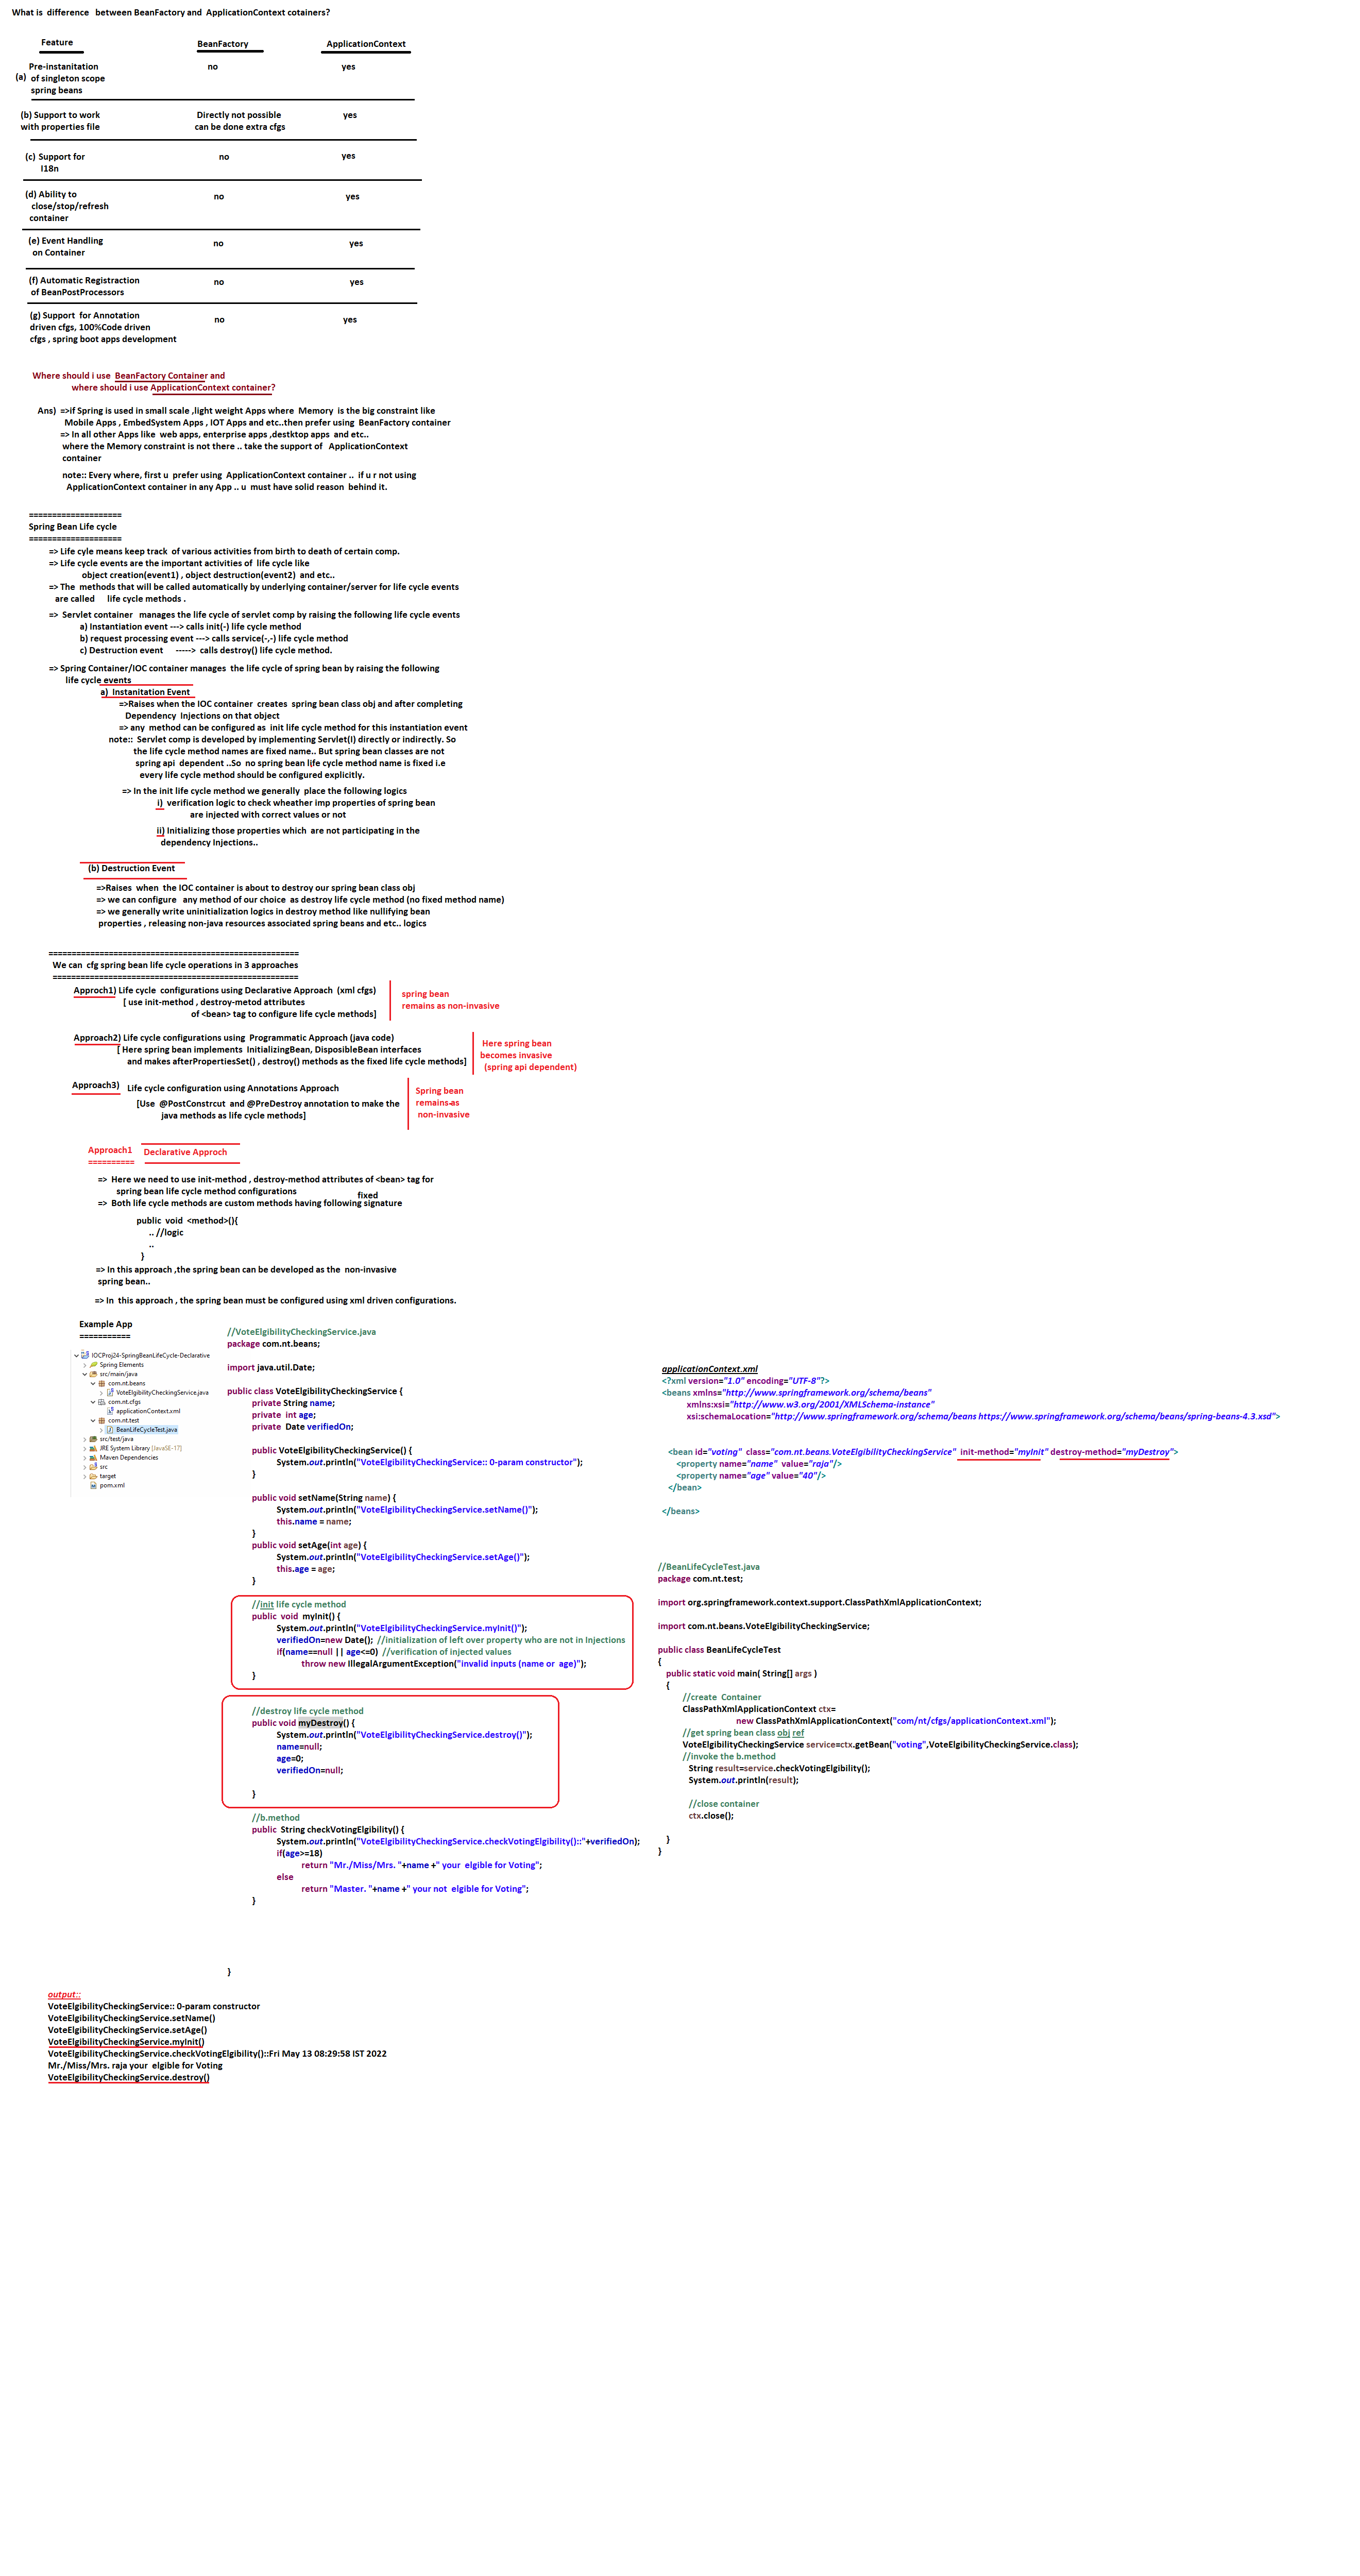 What is difference between BeanFactory and ApplicationContext cotainers?
Feature BeanFactory ApplicationContext
Pre-instanitation no yes
(a) of singleton scope
spring beans
(b) Support to work Directly not possible yes
with properties file can be done extra cfgs
(c) Support for no yes
I18n
(d) Ability to no yes
close/stop/refresh
container
(e) Event Handling no yes
on Container
(f) Automatic Registraction no yes
of BeanPostProcessors
(g) Support for Annotation no yes
driven cfgs, 100%Code driven
cfgs , spring boot apps development
Where should i use BeanFactory Container and
where should i use ApplicationContext container?
Ans) =>if Spring is used in small scale ,light weight Apps where Memory is the big constraint like
Mobile Apps , EmbedSystem Apps , IOT Apps and etc..then prefer using BeanFactory container
=> In all other Apps like web apps, enterprise apps ,destktop apps and etc..
where the Memory constraint is not there .. take the support of ApplicationContext
container
note:: Every where, first u prefer using ApplicationContext container .. if u r not using
ApplicationContext container in any App .. u must have solid reason behind it.
====================
Spring Bean Life cycle
====================
=> Life cyle means keep track of various activities from birth to death of certain comp.
=> Life cycle events are the important activities of life cycle like
object creation(event1) , object destruction(event2) and etc..
=> The methods that will be called automatically by underlying container/server for life cycle events
are called life cycle methods .
=> Servlet container manages the life cycle of servlet comp by raising the following life cycle events
a) Instantiation event ---> calls init(-) life cycle method
b) request processing event ---> calls service(-,-) life cycle method
c) Destruction event -----> calls destroy() life cycle method.
=> Spring Container/IOC container manages the life cycle of spring bean by raising the following
life cycle events
a) Instanitation Event
=>Raises when the IOC container creates spring bean class obj and after completing
Dependency Injections on that object
=> any method can be configured as init life cycle method for this instantiation event
note:: Servlet comp is developed by implementing Servlet(I) directly or indirectly. So
the life cycle method names are fixed name.. But spring bean classes are not
spring api dependent ..So no spring bean life cycle method name is fixed i.e
every life cycle method should be configured explicitly.
=> In the init life cycle method we generally place the following logics
i) verification logic to check wheather imp properties of spring bean
are injected with correct values or not
ii) Initializing those properties which are not participating in the
dependency Injections..
(b) Destruction Event
=>Raises when the IOC container is about to destroy our spring bean class obj
=> we can configure any method of our choice as destroy life cycle method (no fixed method name)
=> we generally write uninitialization logics in destroy method like nullifying bean
properties , releasing non-java resources associated spring beans and etc.. logics
======================================================
We can cfg spring bean life cycle operations in 3 approaches
=====================================================
Approch1) Life cycle configurations using Declarative Approach (xml cfgs)
[ use init-method , destroy-metod attributes
of <bean> tag to configure life cycle methods]
spring bean
remains as non-invasive
Approach2) Life cycle configurations using Programmatic Approach (java code)
[ Here spring bean implements InitializingBean, DisposibleBean interfaces
and makes afterPropertiesSet() , destroy() methods as the fixed life cycle methods]
Here spring bean
becomes invasive
(spring api dependent)
Approach3) Life cycle configuration using Annotations Approach
[Use @PostConstrcut and @PreDestroy annotation to make the
java methods as life cycle methods]
Spring bean
remains as
non-invasive
Approach1 Declarative Approch
==========
=> Here we need to use init-method , destroy-method attributes of <bean> tag for
spring bean life cycle method configurations
fixed
=> Both life cycle methods are custom methods having following signature
public void <method>(){
.. //logic
..
}
=> In this approach ,the spring bean can be developed as the non-invasive
spring bean..
=> In this approach , the spring bean must be configured using xml driven configurations.
Example App
===========
IOCProj24-SpringBeanLifeCycle-Declarative
Spring Elements
src/main/java
com.nt.beans
VoteElgibilityCheckingService.java
com.nt.cfgs
applicationContext.xml
com.nt.test
BeanLifeCycleTest.java
src/test/java
JRE System Library [JavaSE-17]
Maven Dependencies
src
target
pom.xml
//VoteElgibilityCheckingService.java
package com.nt.beans;
import java.util.Date;
public class VoteElgibilityCheckingService {
private String name;
private int age;
private Date verifiedOn;
public VoteElgibilityCheckingService() {
System.out.println("VoteElgibilityCheckingService:: 0-param constructor");
}
public void setName(String name) {
System.out.println("VoteElgibilityCheckingService.setName()");
this.name = name;
}
public void setAge(int age) {
System.out.println("VoteElgibilityCheckingService.setAge()");
this.age = age;
}
//init life cycle method
public void myInit() {
System.out.println("VoteElgibilityCheckingService.myInit()");
verifiedOn=new Date(); //initialization of left over property who are not in Injections
if(name==null || age<=0) //verification of injected values
throw new IllegalArgumentException("invalid inputs (name or age)");
}
//destroy life cycle method
public void myDestroy() {
System.out.println("VoteElgibilityCheckingService.destroy()");
name=null;
age=0;
verifiedOn=null;
}
//b.method
public String checkVotingElgibility() {
System.out.println("VoteElgibilityCheckingService.checkVotingElgibility()::"+verifiedOn);
if(age>=18)
return "Mr./Miss/Mrs. "+name +" your elgible for Voting";
else
return "Master. "+name +" your not elgible for Voting";
}
}
applicationContext.xml
<?xml version="1.0" encoding="UTF-8"?>
<beans xmlns="http://www.springframework.org/schema/beans"
xmlns:xsi="http://www.w3.org/2001/XMLSchema-instance"
xsi:schemaLocation="http://www.springframework.org/schema/beans https://www.springframework.org/schema/beans/spring-beans-4.3.xsd">
<bean id="voting" class="com.nt.beans.VoteElgibilityCheckingService" init-method="myInit" destroy-method="myDestroy">
<property name="name" value="raja"/>
<property name="age" value="40"/>
</bean>
</beans>
//BeanLifeCycleTest.java
package com.nt.test;
import org.springframework.context.support.ClassPathXmlApplicationContext;
import com.nt.beans.VoteElgibilityCheckingService;
public class BeanLifeCycleTest
{
public static void main( String[] args )
{
//create Container
ClassPathXmlApplicationContext ctx=
new ClassPathXmlApplicationContext("com/nt/cfgs/applicationContext.xml");
//get spring bean class obj ref
VoteElgibilityCheckingService service=ctx.getBean("voting",VoteElgibilityCheckingService.class);
//invoke the b.method
String result=service.checkVotingElgibility();
System.out.println(result);
//close container
ctx.close();
}
}
output::
VoteElgibilityCheckingService:: 0-param constructor
VoteElgibilityCheckingService.setName()
VoteElgibilityCheckingService.setAge()
VoteElgibilityCheckingService.myInit()
VoteElgibilityCheckingService.checkVotingElgibility()::Fri May 13 08:29:58 IST 2022
Mr./Miss/Mrs. raja your elgible for Voting
VoteElgibilityCheckingService.destroy()